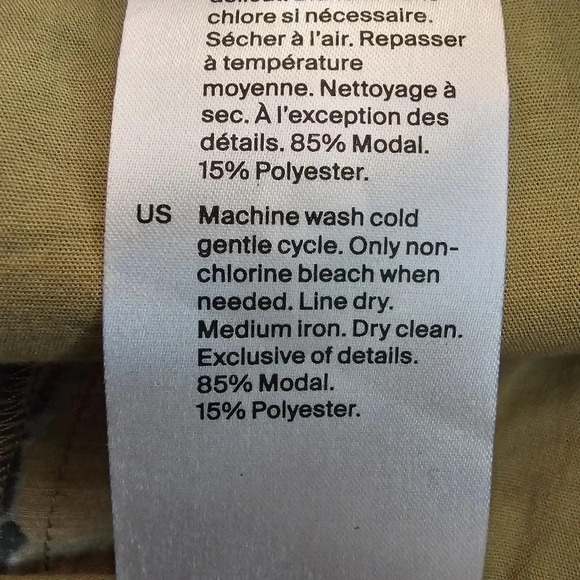 chlore si nécessaire.
Sécher à l'air. Repasser
à température
moyenne. Nettoyage à
sec. À l'exception des
détails. 85% Modal.
15% Polyester.
US Machine wash cold
gentle cycle. Only non-
chlorine bleach when
needed. Line dry.
Medium iron. Dry clean.
Exclusive of details.
85% Modal.
15% Polyester.